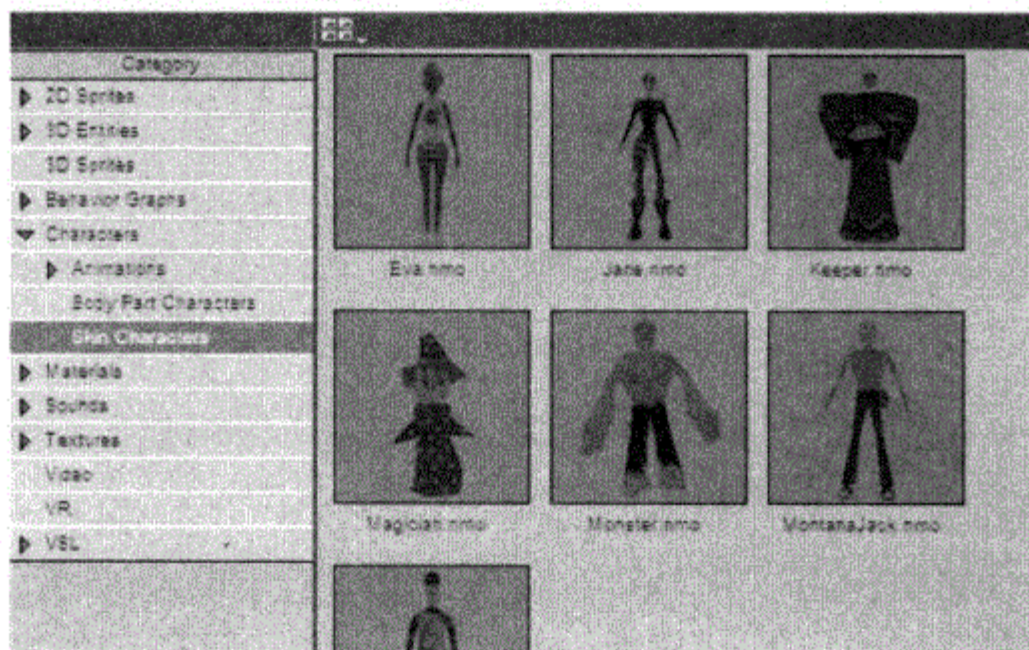 Category
2D Sprites
3D Entities
3D Sprites
Behavior Graphs
Characters
Animations
Body Part Characters
Skin Characters
Materials
Sounds
Textures
Video
VR
VSL
Eva.nmo
Jane.nmo
Keeper.nmo
Magician.nmo
Monster.nmo
MontanaJack.nmo